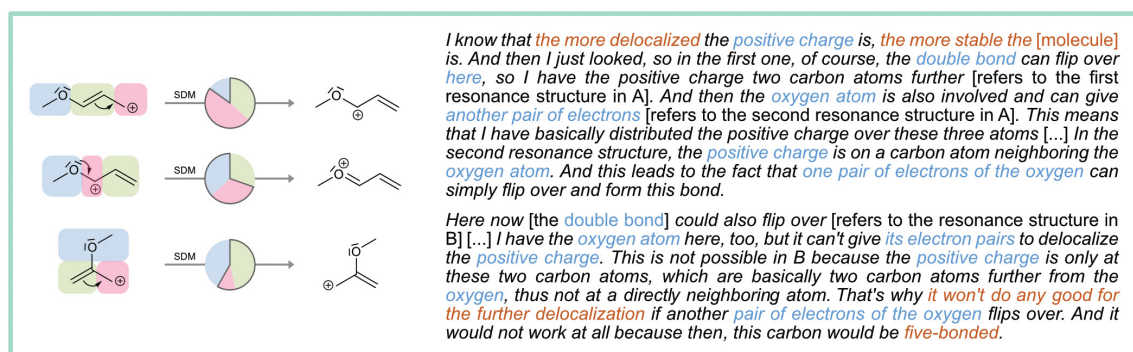 SDM
SDM
SDM
I know that the more delocalized the positive charge is, the more stable the [molecule]
is. And then I just looked, so in the first one, of course, the double bond can flip over
here, so I have the positive charge two carbon atoms further [refers to the first
resonance structure in A]. And then the oxygen atom is also involved and can give
another pair of electrons [refers to the second resonance structure in A]. This means
that I have basically distributed the positive charge over these three atoms [...] In the
second resonance structure, the positive charge is on a carbon atom neighboring the
oxygen atom. And this leads to the fact that one pair of electrons of the oxygen can
simply flip over and form this bond.
Here now [the double bond] could also flip over [refers to the resonance structure in
B] [...] I have the oxygen atom here, too, but it can't give its electron pairs to delocalize
the positive charge. This is not possible in B because the positive charge is only at
these two carbon atoms, which are basically two carbon atoms further from the
oxygen, thus not at a directly neighboring atom. That's why it won't do any good for
the further delocalization if another pair of electrons of the oxygen flips over. And it
would not work at all because then, this carbon would be five-bonded.